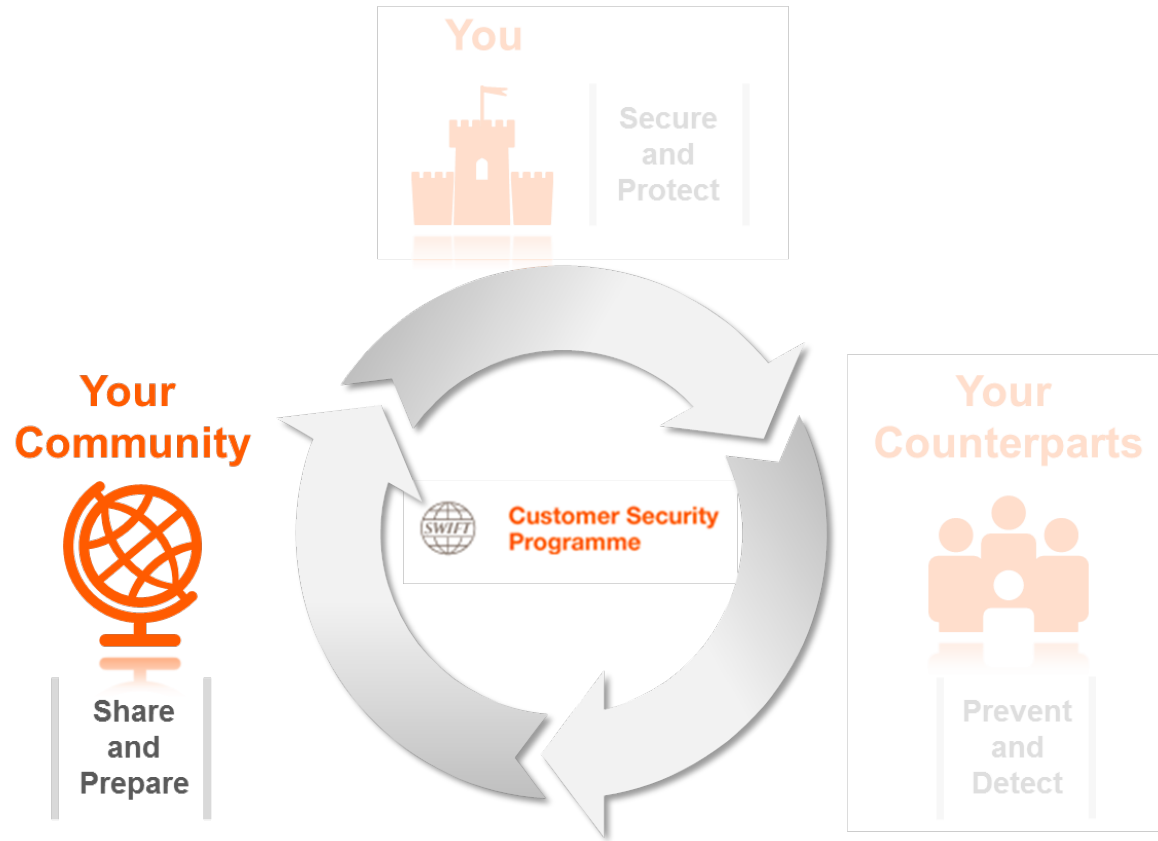 You
Secure
and
Protect
Your
Community
Share
and
Prepare
SWIFT
Customer Security
Programme
Your
Counterparts
Prevent
and
Detect